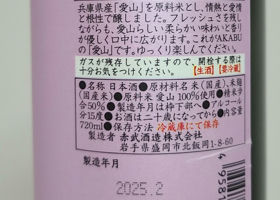 兵庫県産「愛山」を原料米とし、情熱と愛情
と根性で醸しました。フレッシュさを残し
ながらも、愛山らしい柔らかい味わいと香り
が優しく口中に広がります。これがAKABU
の「愛山」です。ゆっくり楽しんでください。
ガスが残存していますので、開栓する際は
十分お気をつけください。【生酒】【要冷蔵】
●名称 日本酒 ●原材料名 米(国産)、米麹
(国産米) ●原料米 愛山 100%使用 ●精米歩
合50% ●製造年月は枠下部へ ●アルコール
分15度 ●お酒は二十歳になってから ●内容量
720ml ●保存方法 冷蔵庫にて保存
●製造者 赤武酒造株式会社
岩手県盛岡市北飯岡1-8-60
製造年月
2025.2